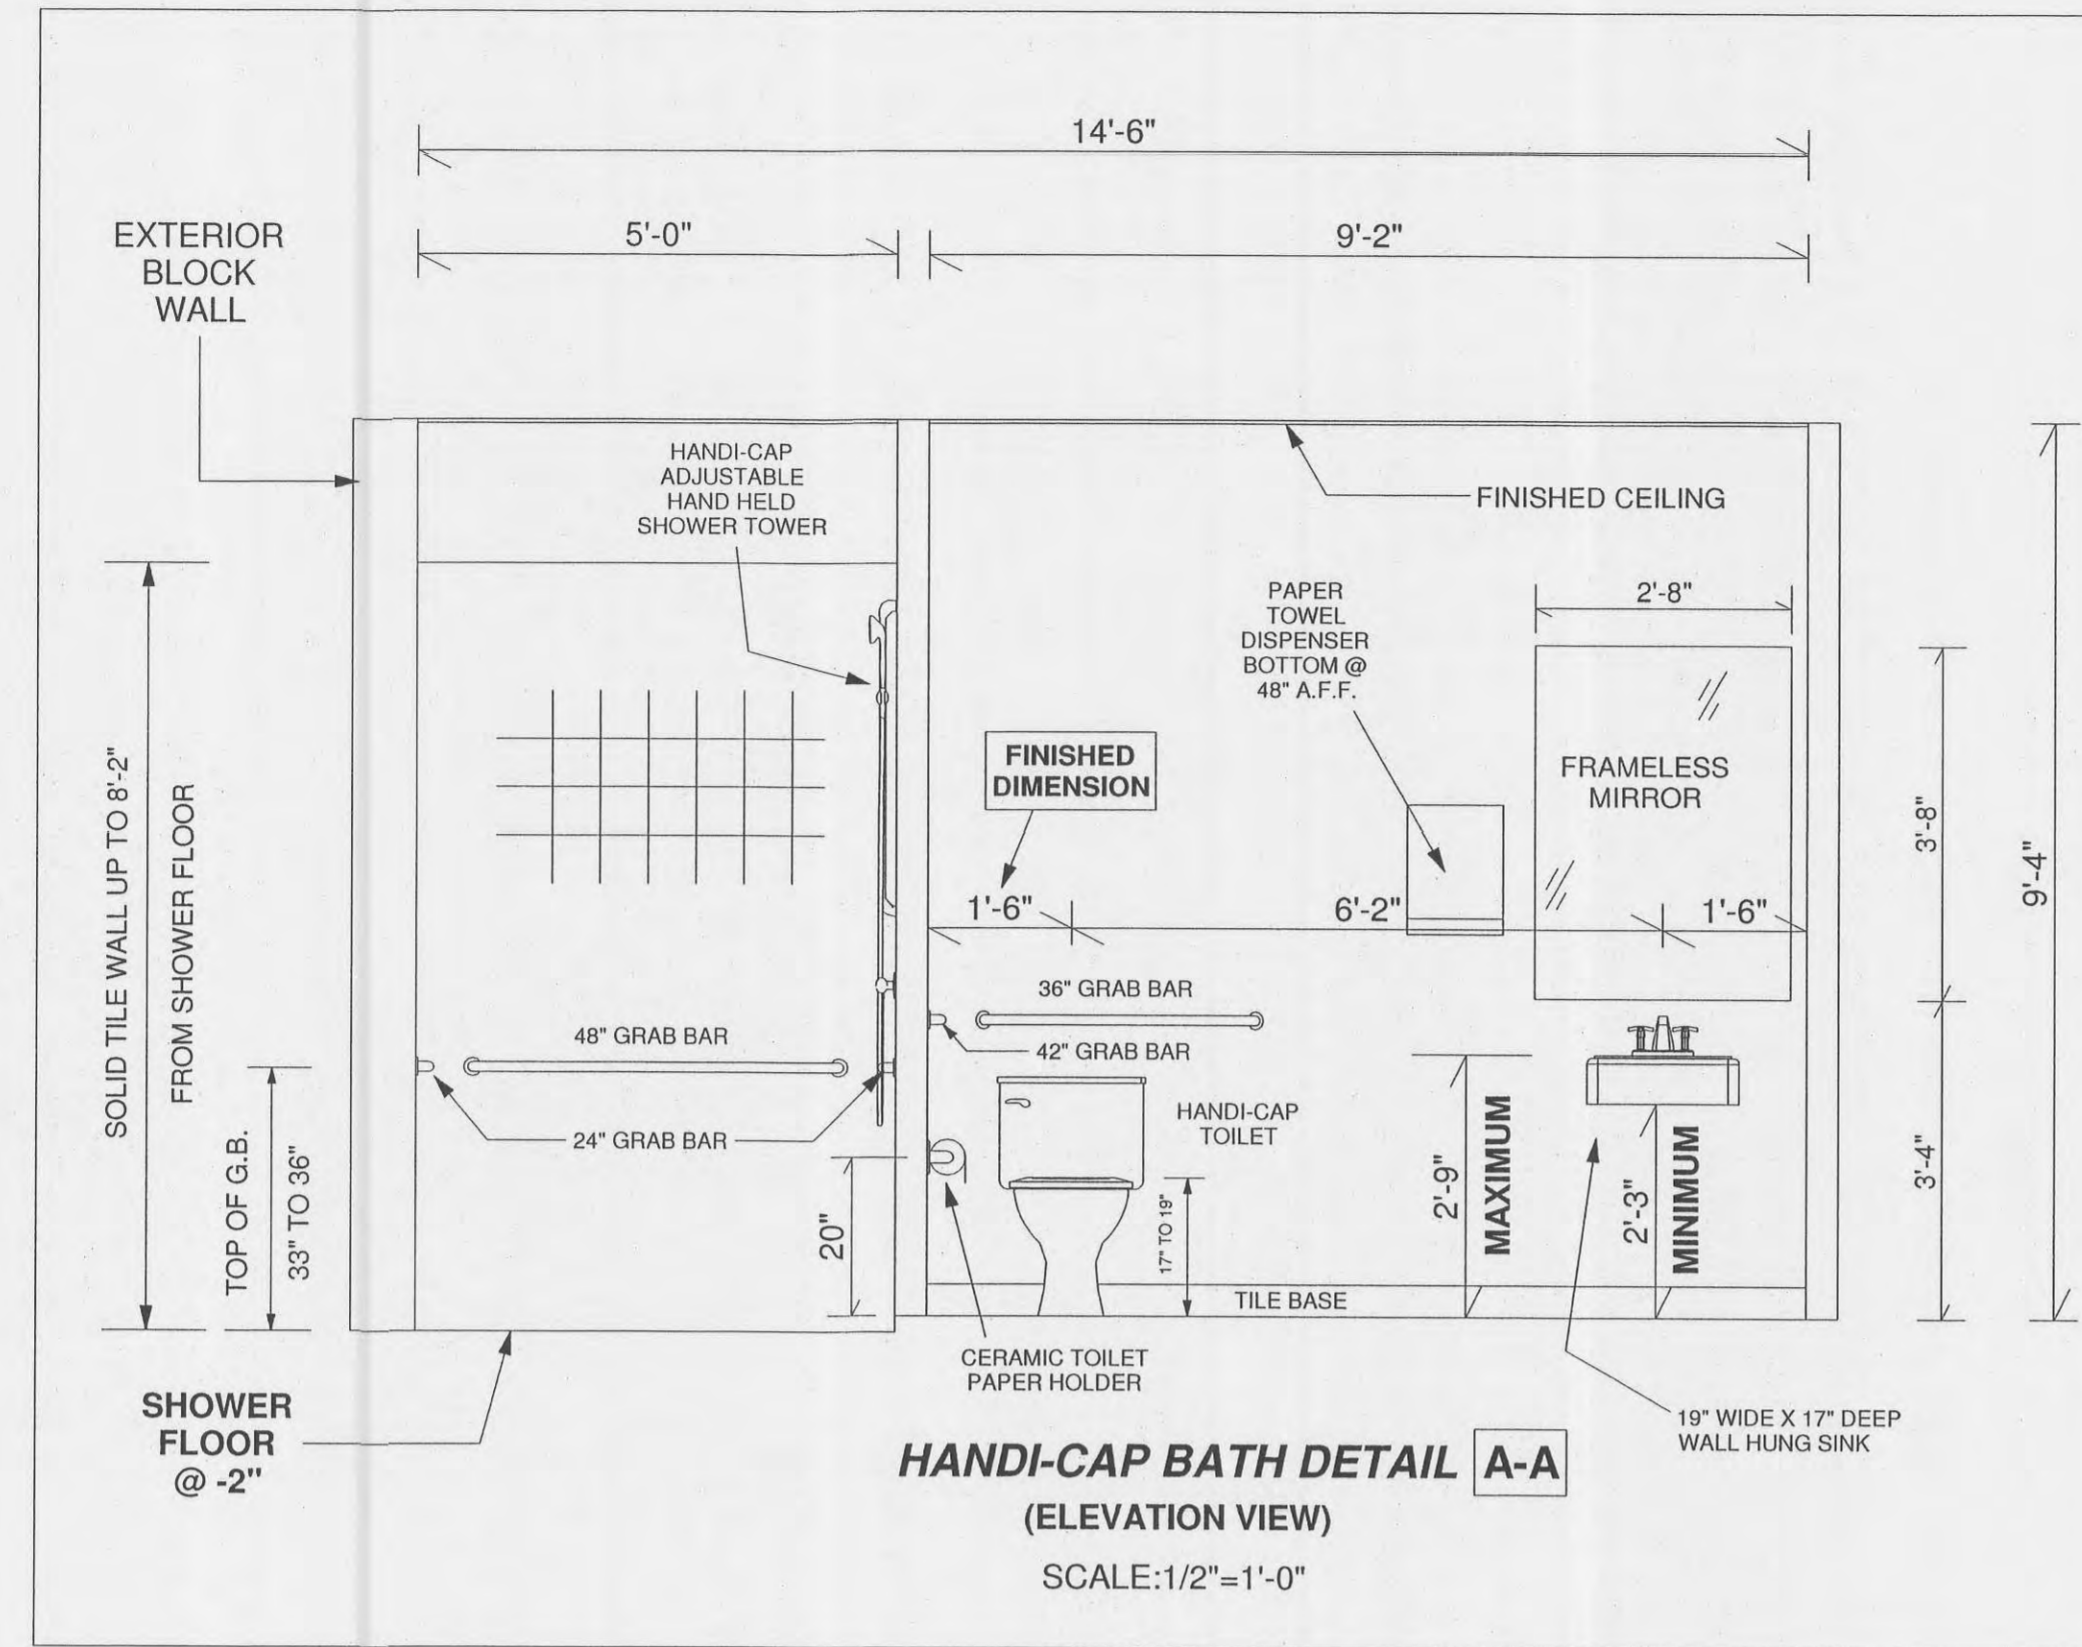 14'-6"
5'-0"
9'-2"
EXTERIOR
BLOCK
WALL
HANDI-CAP
ADJUSTABLE
HAND HELD
SHOWER TOWER
FINISHED CEILING
PAPER
TOWEL
DISPENSER
BOTTOM @
48" A.F.F.
2'-8"
FRAMELESS
MIRROR
FINISHED
DIMENSION
1'-6"
6'-2"
1'-6"
3'-8"
9'-4"
SOLID TILE WALL UP TO 8'-2"
FROM SHOWER FLOOR
36" GRAB BAR
48" GRAB BAR
42" GRAB BAR
24" GRAB BAR
TOP OF G.B.
33" TO 36"
HANDI-CAP
TOILET
20"
17" TO 19"
2'-9"
MAXIMUM
2'-3"
MINIMUM
3'-4"
TILE BASE
CERAMIC TOILET
PAPER HOLDER
SHOWER
FLOOR
@ -2"
19" WIDE X 17" DEEP
WALL HUNG SINK
HANDI-CAP BATH DETAIL A-A
(ELEVATION VIEW)
SCALE:1/2"=1'-0"